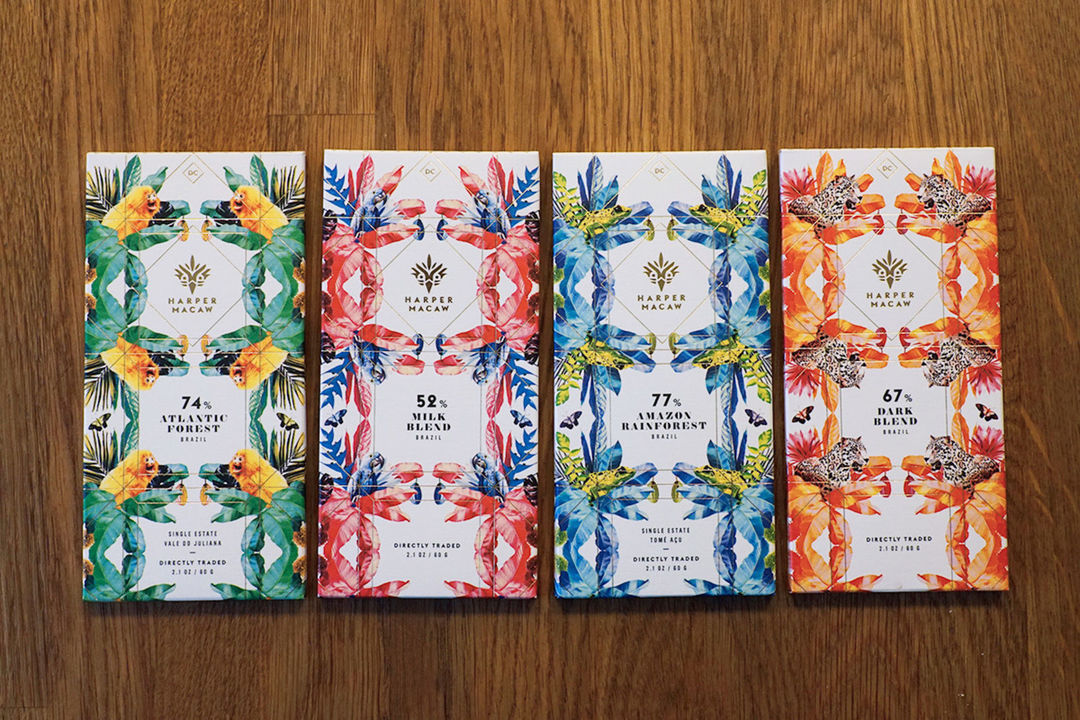 DC
HARPER
MACAW
74%
ATLANTIC
FOREST
BRAZIL
SINGLE ESTATE
VALE DO JULIANA
DIRECTLY TRADED
2.1 OZ / 60 G
DC
HARPER
MACAW
52%
MILK
BLEND
BRAZIL
DIRECTLY TRADED
2.1 OZ / 60 G
DC
HARPER
MACAW
77%
AMAZON
RAINFOREST
BRAZIL
SINGLE ESTATE
TOMÉ AÇU
DIRECTLY TRADED
2.1 OZ / 60 G
DC
HARPER
MACAW
67%
DARK
BLEND
BRAZIL
DIRECTLY TRADED
2.1 OZ / 60 G